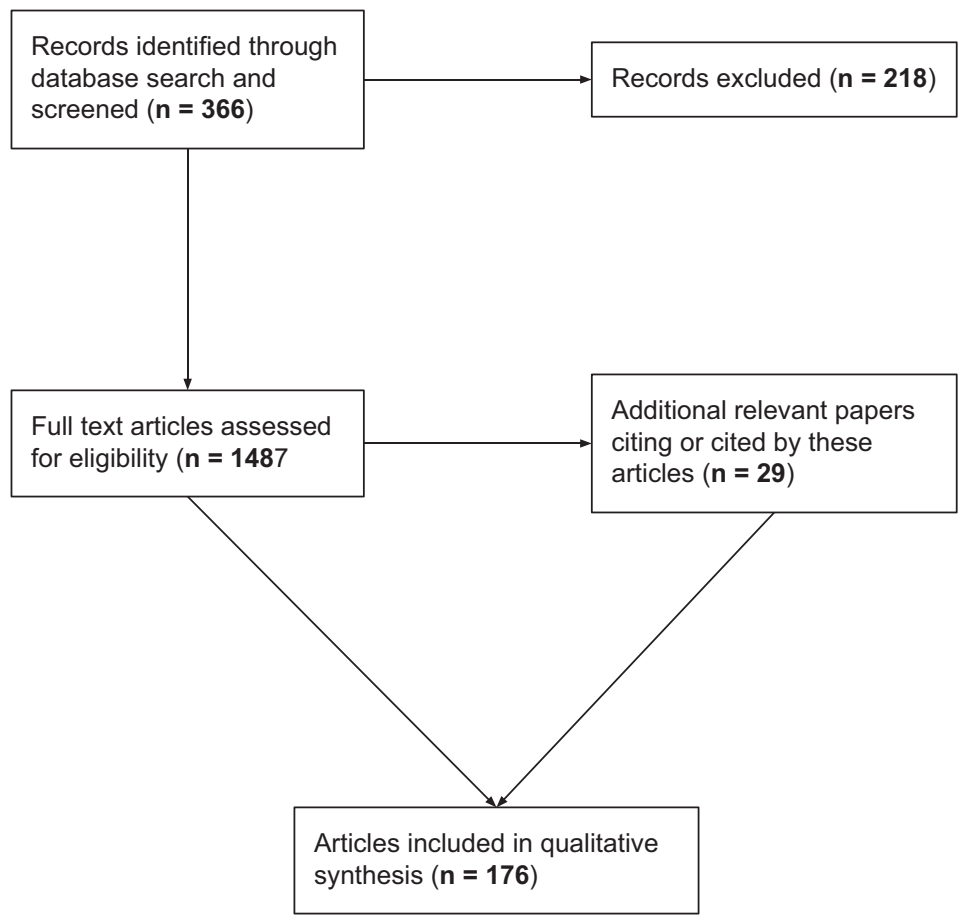 Records identified through
database search and
screened (n = 366)
Records excluded (n = 218)
Full text articles assessed
for eligibility (n = 1487
Additional relevant papers
citing or cited by these
articles (n = 29)
Articles included in qualitative
synthesis (n = 176)